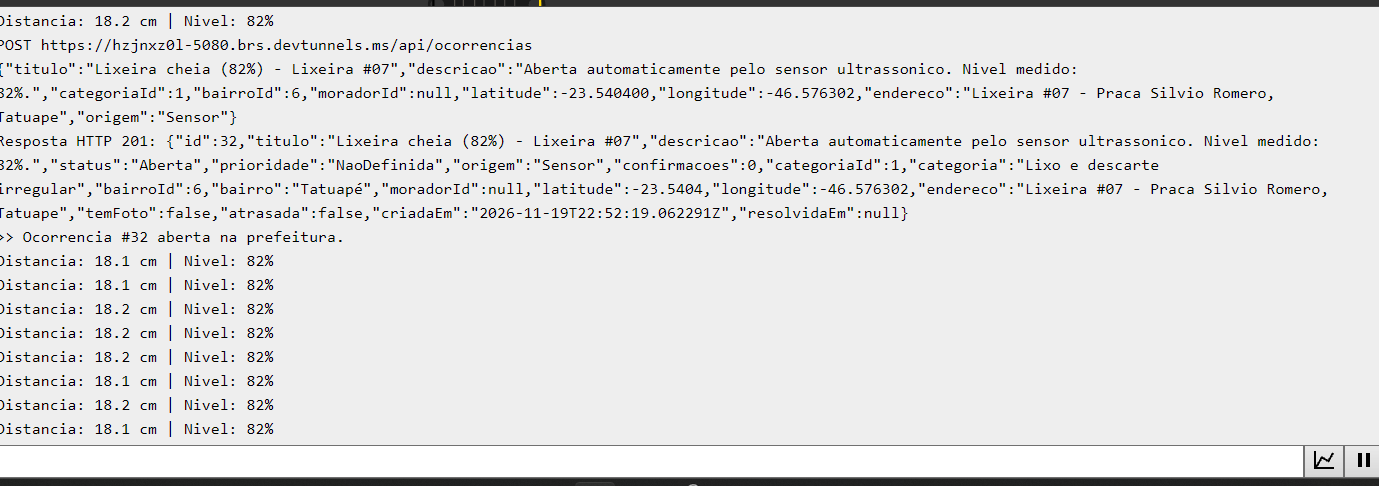 Distancia: 18.2 cm | Nivel: 82%
POST https://hzjnxz0l-5080.brs.devtunnels.ms/api/ocorrencias
{"titulo":"Lixeira cheia (82%) - Lixeira #07","descricao":"Aberta automaticamente pelo sensor ultrassonico. Nivel medido:
82%.","categoriaId":1,"bairroId":6,"moradorId":null,"latitude":-23.540400,"longitude":-46.576302,"endereco":"Lixeira #07 - Praca Silvio Romero,
Tatuape","origem":"Sensor"}
Resposta HTTP 201: {"id":32,"titulo":"Lixeira cheia (82%) - Lixeira #07","descricao":"Aberta automaticamente pelo sensor ultrassonico. Nivel medido:
82%.","status":"Aberta","prioridade":"NaoDefinida","origem":"Sensor","confirmacoes":0,"categoriaId":1,"categoria":"Lixo e descarte
irregular","bairroId":6,"bairro":"Tatuapé","moradorId":null,"latitude":-23.5404,"longitude":-46.576302,"endereco":"Lixeira #07 - Praca Silvio Romero,
Tatuape","temFoto":false,"atrasada":false,"criadaEm":"2026-11-19T22:52:19.062291Z","resolvidaEm":null}
>> Ocorrencia #32 aberta na prefeitura.
Distancia: 18.1 cm | Nivel: 82%
Distancia: 18.1 cm | Nivel: 82%
Distancia: 18.2 cm | Nivel: 82%
Distancia: 18.2 cm | Nivel: 82%
Distancia: 18.2 cm | Nivel: 82%
Distancia: 18.1 cm | Nivel: 82%
Distancia: 18.2 cm | Nivel: 82%
Distancia: 18.1 cm | Nivel: 82%